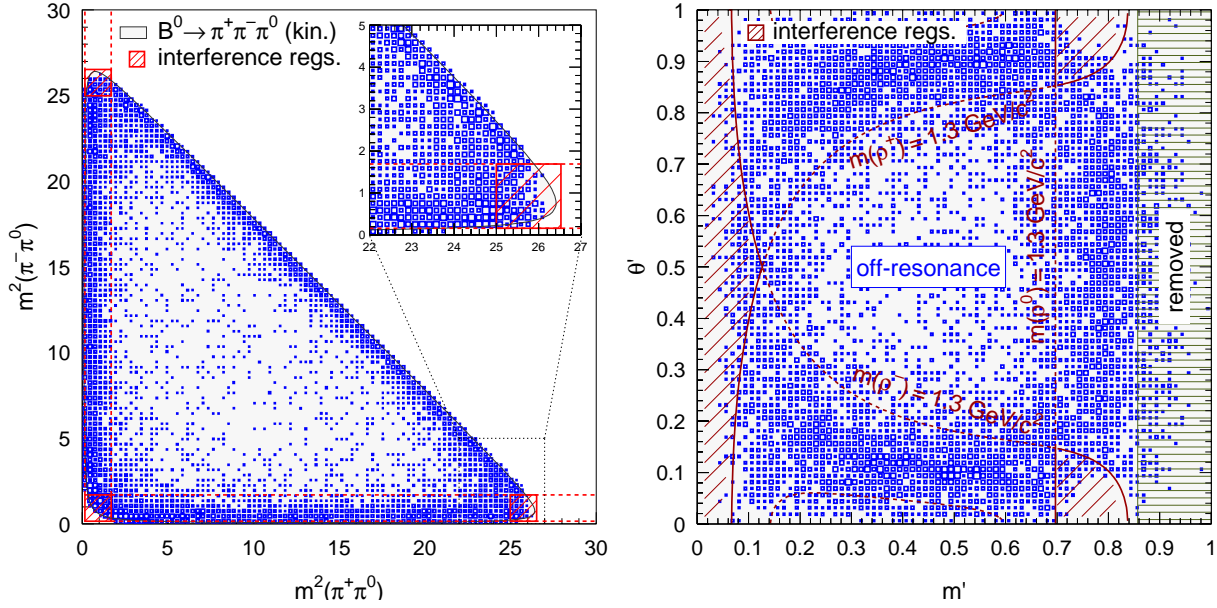 B⁰→π⁺π⁻π⁰ (kin.)
interference regs.
m²(π⁻π⁰)
30
25
20
15
10
5
0
0 5 10 15 20 25 30
m²(π⁺π⁰)
5
4
3
2
1
0
22 23 24 25 26 27
interference regs.
θ'
1
0.9
0.8
0.7
0.6
0.5
0.4
0.3
0.2
0.1
0
m(ρ⁺) = 1.3 GeV/c²
m(ρ⁰) = 1.3 GeV/c²
off-resonance
removed
m(ρ⁻) = 1.3 GeV/c²
0 0.1 0.2 0.3 0.4 0.5 0.6 0.7 0.8 0.9 1
m'